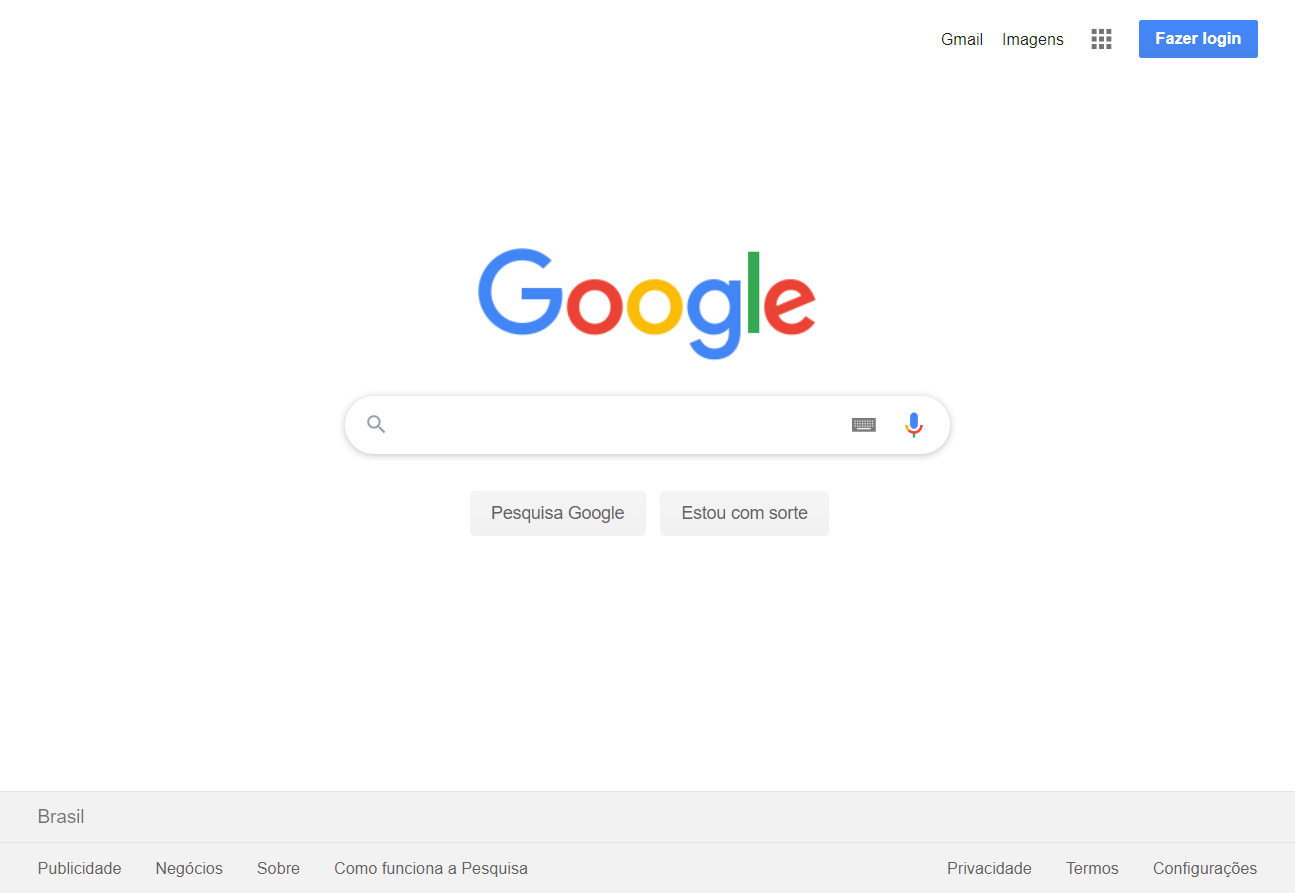 Gmail Imagens Fazer login
Google
Pesquisa Google Estou com sorte
Brasil
Publicidade Negócios Sobre Como funciona a Pesquisa Privacidade Termos Configurações